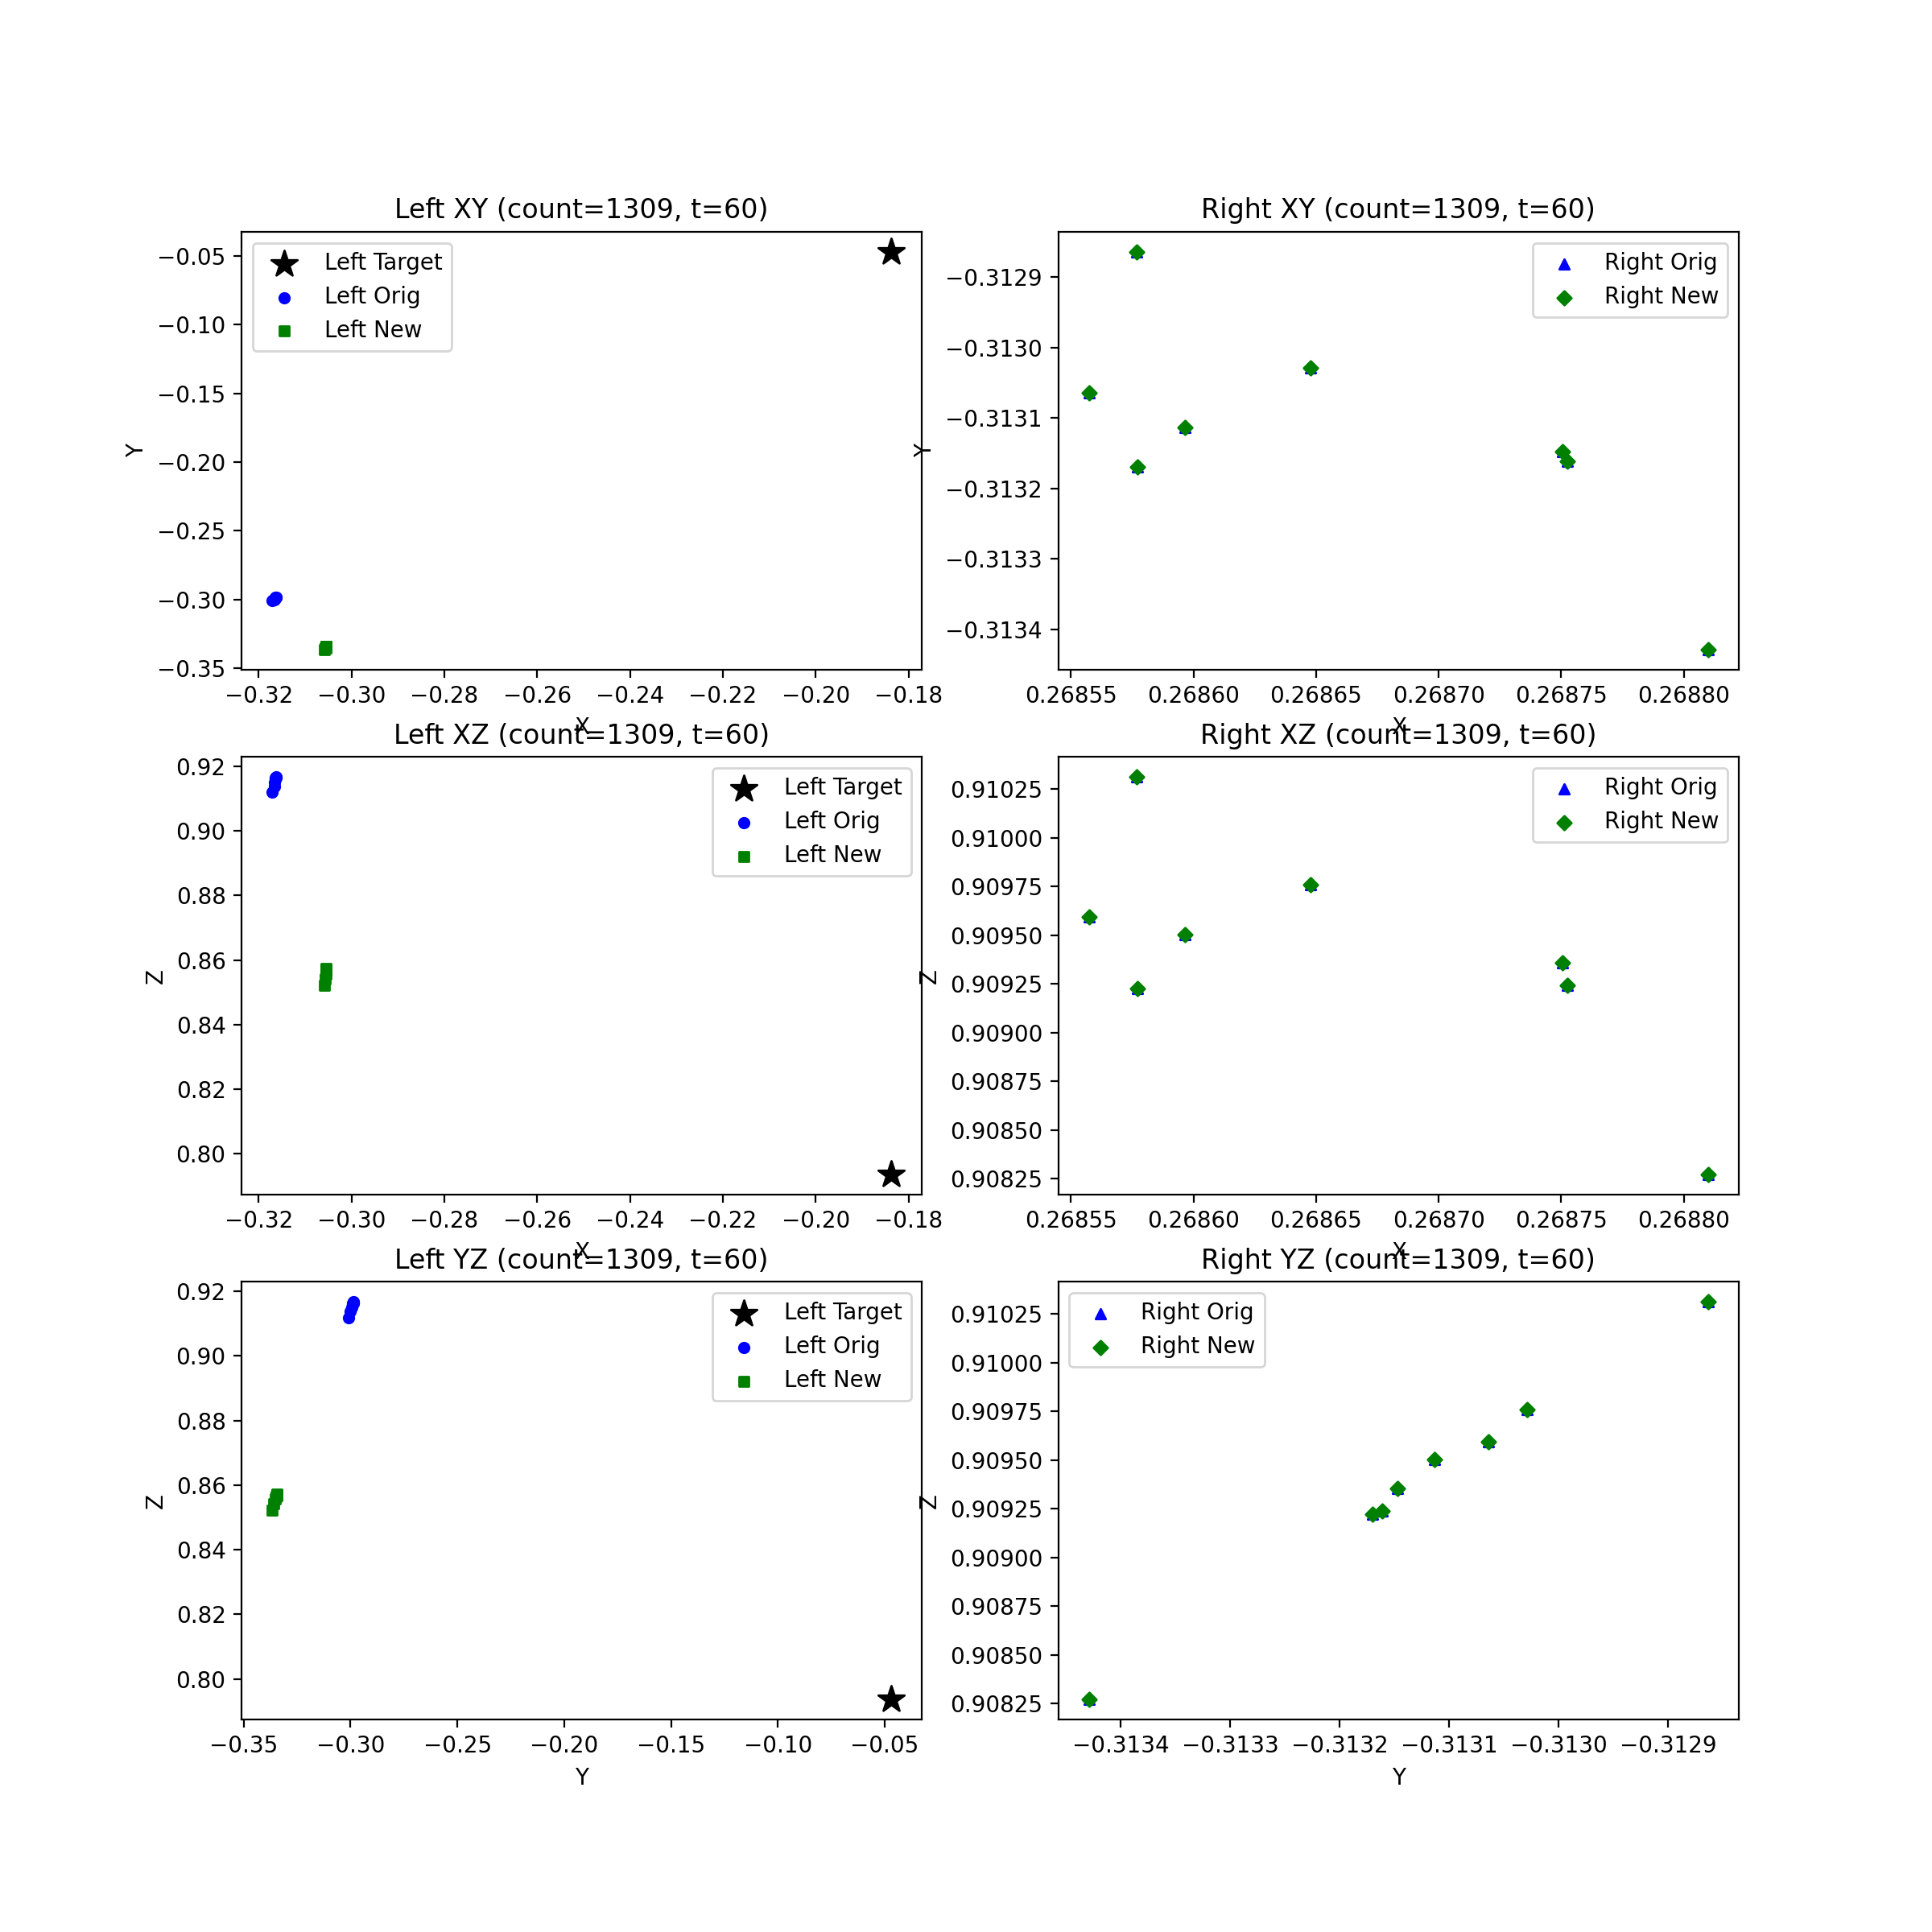 Left XY (count=1309, t=60)
Left Target
Left Orig
Left New
−0.05
−0.10
−0.15
−0.20
−0.25
−0.30
−0.35
Y
−0.32 −0.30 −0.28 −0.26 −0.24 −0.22 −0.20 −0.18
X
Right XY (count=1309, t=60)
Right Orig
Right New
−0.3129
−0.3130
−0.3131
−0.3132
−0.3133
−0.3134
Y
0.26855 0.26860 0.26865 0.26870 0.26875 0.26880
X
Left XZ (count=1309, t=60)
Left Target
Left Orig
Left New
0.92
0.90
0.88
0.86
0.84
0.82
0.80
Z
−0.32 −0.30 −0.28 −0.26 −0.24 −0.22 −0.20 −0.18
X
Right XZ (count=1309, t=60)
Right Orig
Right New
0.91025
0.91000
0.90975
0.90950
0.90925
0.90900
0.90875
0.90850
0.90825
Z
0.26855 0.26860 0.26865 0.26870 0.26875 0.26880
X
Left YZ (count=1309, t=60)
Left Target
Left Orig
Left New
0.92
0.90
0.88
0.86
0.84
0.82
0.80
Z
−0.35 −0.30 −0.25 −0.20 −0.15 −0.10 −0.05
Y
Right YZ (count=1309, t=60)
Right Orig
Right New
0.91025
0.91000
0.90975
0.90950
0.90925
0.90900
0.90875
0.90850
0.90825
Z
−0.3134 −0.3133 −0.3132 −0.3131 −0.3130 −0.3129
Y